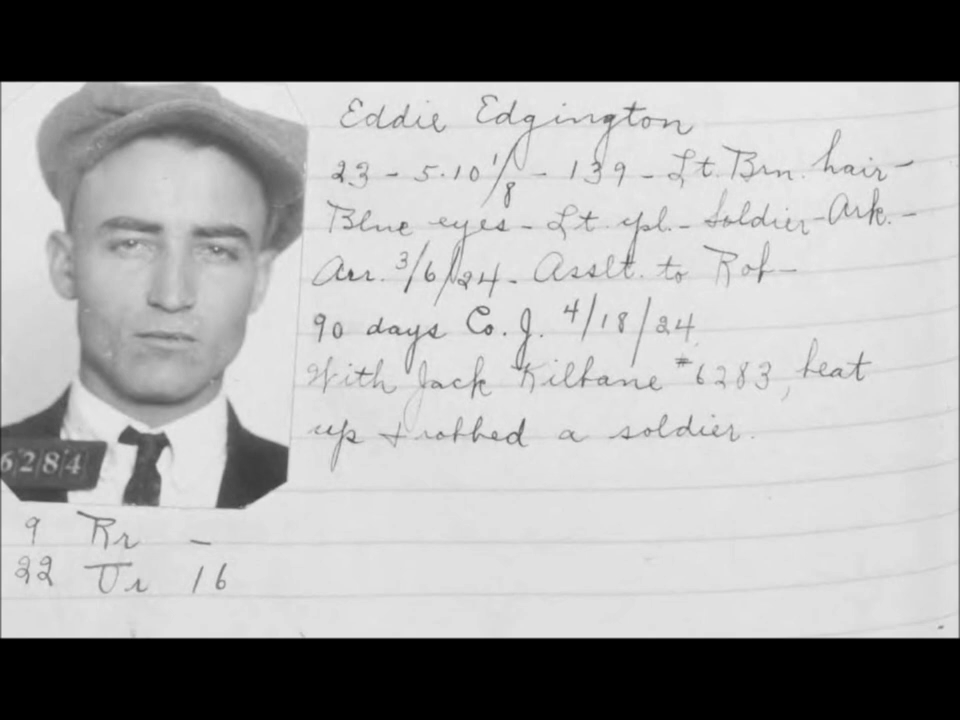 Eddie Edgington
23 - 5-10 1/8 - 139 - Lt. Brn. hair -
Blue eyes - Lt. ypl. - Soldier - Ark. -
Arr. 3/6/24 - Asslt. to Rob -
90 days Co. J. 4/18/24
With Jack Kilbane #6283, beat
up & robbed a soldier.
6284
9 Rr -
22 Ur 16